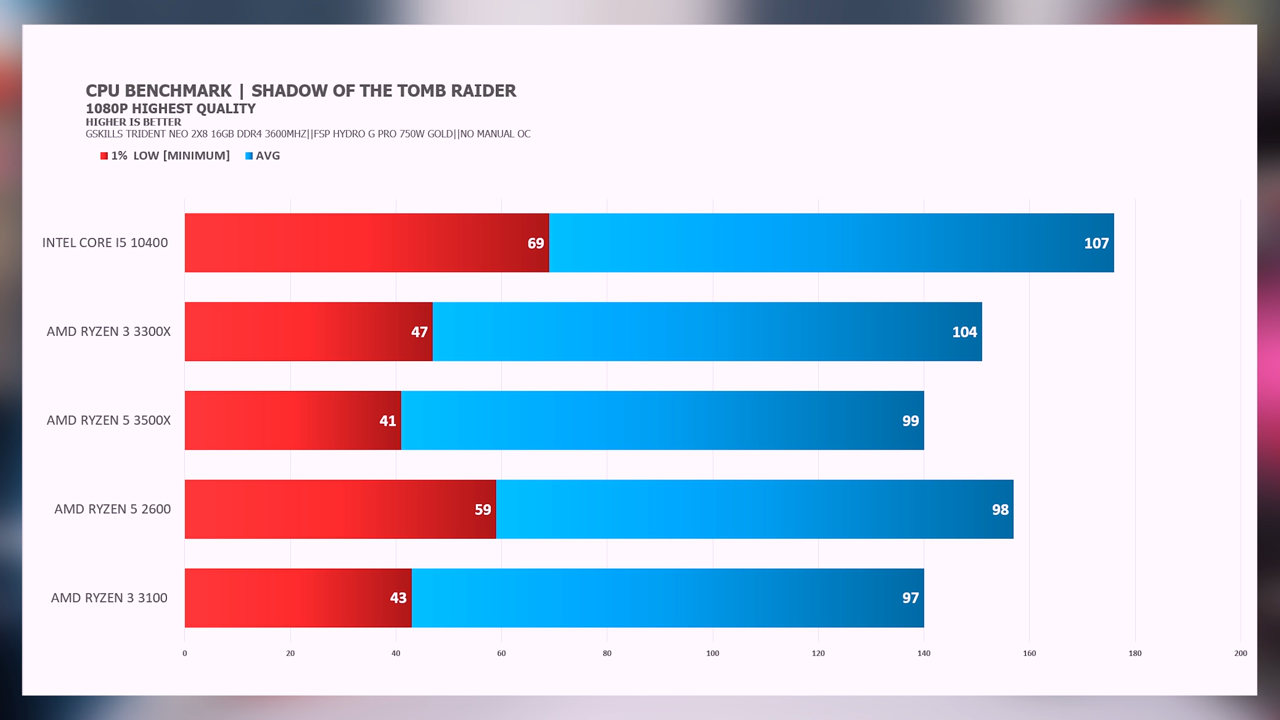 CPU BENCHMARK | SHADOW OF THE TOMB RAIDER
1080P HIGHEST QUALITY
HIGHER IS BETTER
GSKILLS TRIDENT NEO 2X8 16GB DDR4 3600MHZ||FSP HYDRO G PRO 750W GOLD||NO MANUAL OC
1% LOW [MINIMUM] AVG
INTEL CORE I5 10400 69 107
AMD RYZEN 3 3300X 47 104
AMD RYZEN 5 3500X 41 99
AMD RYZEN 5 2600 59 98
AMD RYZEN 3 3100 43 97
0 20 40 60 80 100 120 140 160 180 200